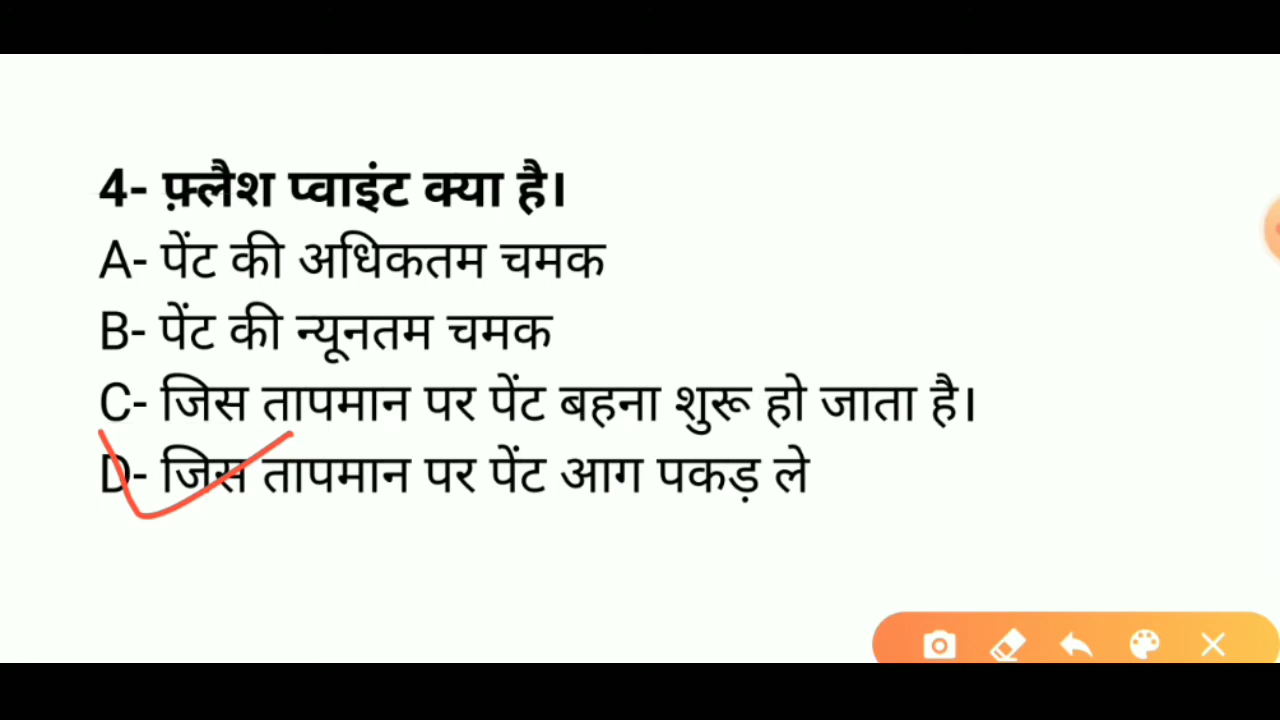 4- फ़्लैश प्वाइंट क्या है।
A- पेंट की अधिकतम चमक
B- पेंट की न्यूनतम चमक
C- जिस तापमान पर पेंट बहना शुरू हो जाता है।
D- जिस तापमान पर पेंट आग पकड़ ले